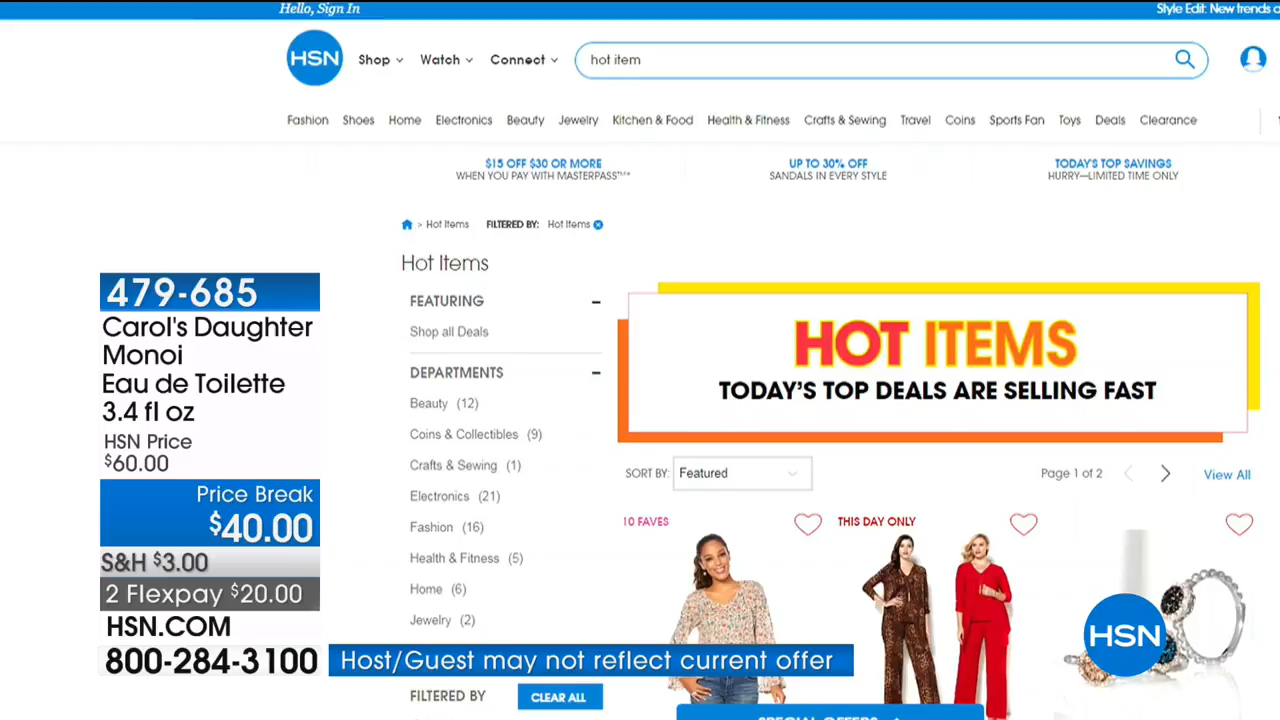 Hello, Sign In
Style Edit: New trends
HSN
Shop
Watch
Connect
hot item
Fashion
Shoes
Home
Electronics
Beauty
Jewelry
Kitchen & Food
Health & Fitness
Crafts & Sewing
Travel
Coins
Sports Fan
Toys
Deals
Clearance
$15 OFF $30 OR MORE
WHEN YOU PAY WITH MASTERPASS
UP TO 30% OFF
SANDALS IN EVERY STYLE
TODAY'S TOP SAVINGS
HURRY—LIMITED TIME ONLY
> Hot Items
FILTERED BY: Hot Items
Hot Items
FEATURING
Shop all Deals
DEPARTMENTS
Beauty (12)
Coins & Collectibles (9)
Crafts & Sewing (1)
Electronics (21)
Fashion (16)
Health & Fitness (5)
Home (6)
Jewelry (2)
FILTERED BY
CLEAR ALL
HOT ITEMS
TODAY'S TOP DEALS ARE SELLING FAST
SORT BY: Featured
Page 1 of 2
View All
10 FAVES
THIS DAY ONLY
479-685
Carol's Daughter
Monoi
Eau de Toilette
3.4 fl oz
HSN Price
$60.00
Price Break
$40.00
S&H $3.00
2 Flexpay $20.00
HSN.COM
800-284-3100
Host/Guest may not reflect current offer
HSN
SPECIAL OFFERS